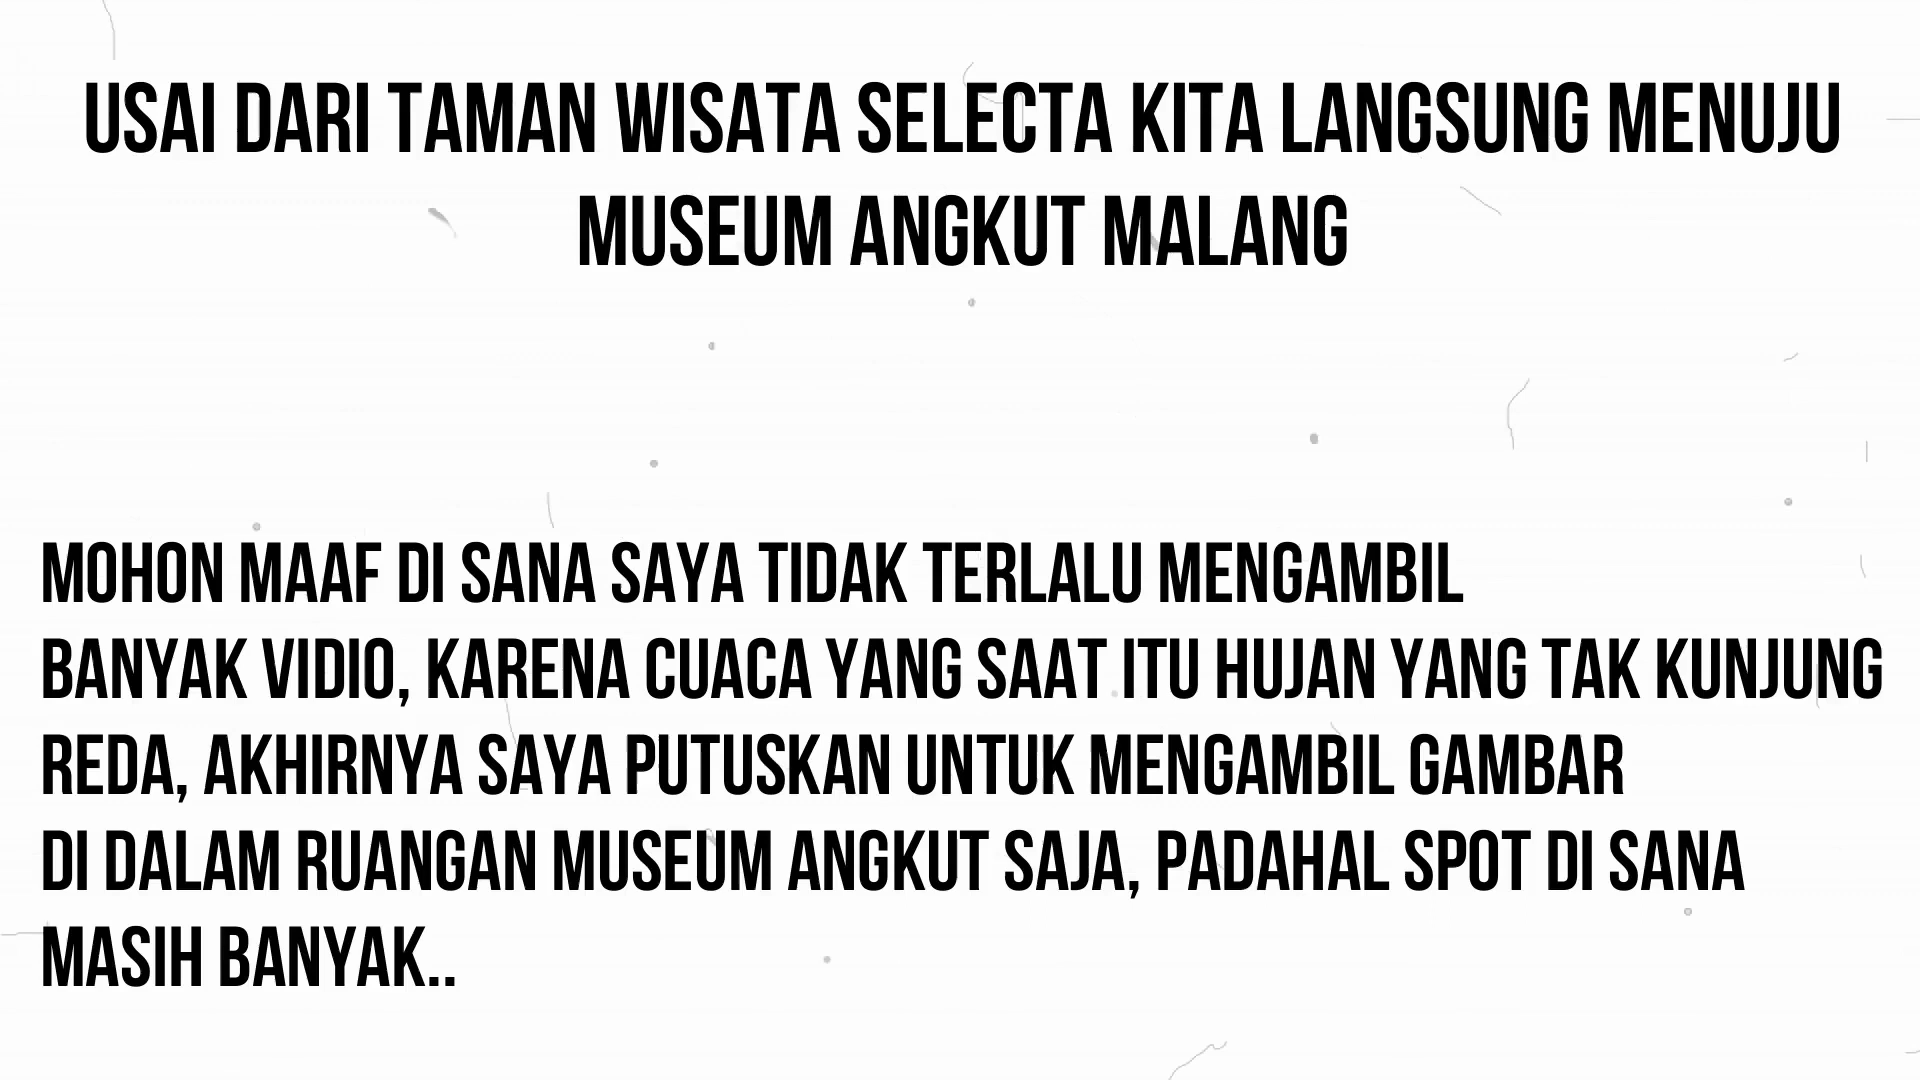 USAI DARI TAMAN WISATA SELECTA KITA LANGSUNG MENUJU
MUSEUM ANGKUT MALANG
MOHON MAAF DI SANA SAYA TIDAK TERLALU MENGAMBIL
BANYAK VIDIO, KARENA CUACA YANG SAAT ITU HUJAN YANG TAK KUNJUNG
REDA, AKHIRNYA SAYA PUTUSKAN UNTUK MENGAMBIL GAMBAR
DI DALAM RUANGAN MUSEUM ANGKUT SAJA, PADAHAL SPOT DI SANA
MASIH BANYAK..